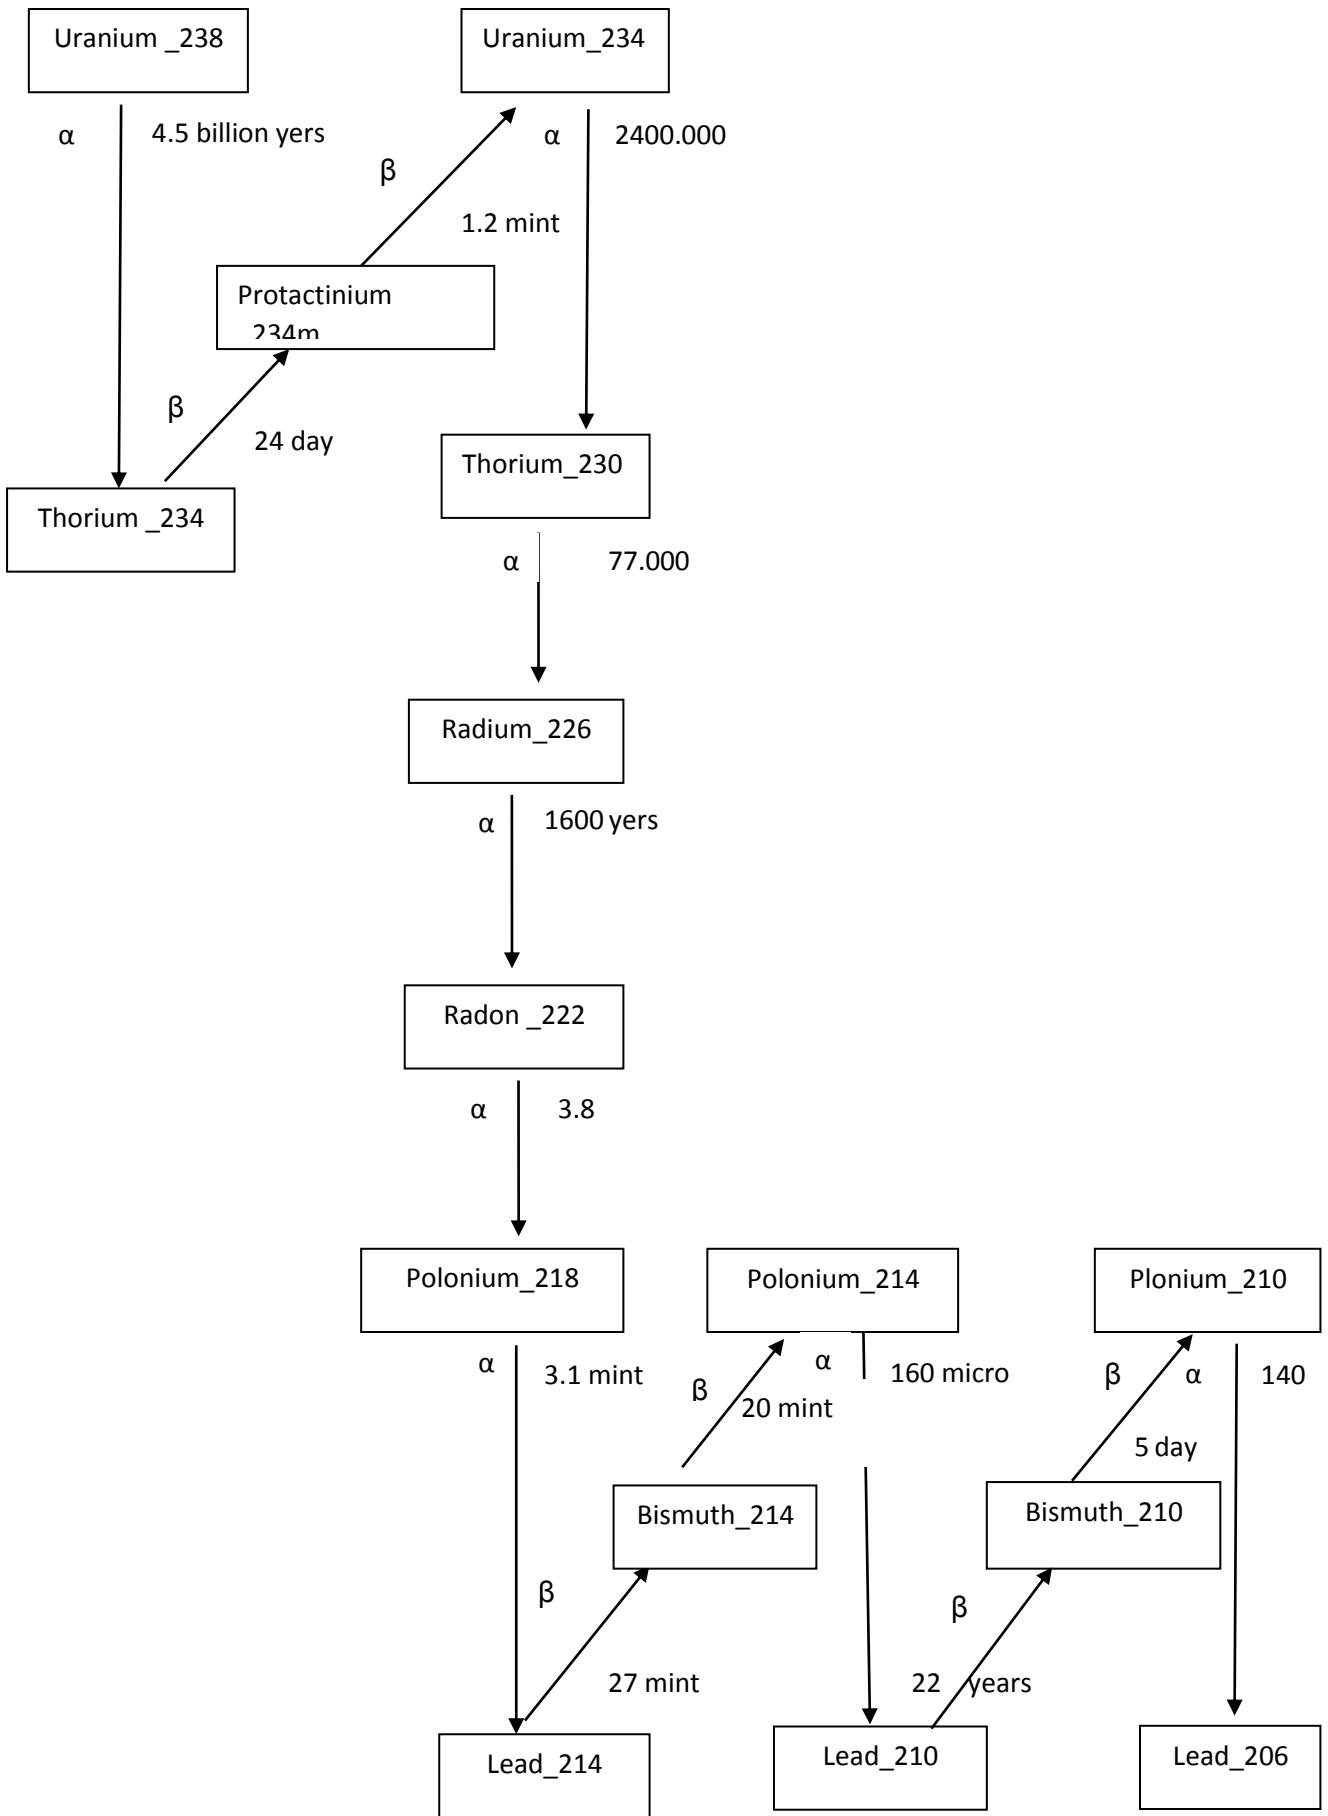 Uranium _238
Uranium_234
α
4.5 billion yers
α
2400.000
β
1.2 mint
Protactinium
_234m
β
24 day
Thorium_230
Thorium _234
α
77.000
Radium_226
α
1600 yers
Radon _222
α
3.8
Polonium_218
Polonium_214
Plonium_210
α
3.1 mint
β
20 mint
α
160 micro
β
α
140
5 day
Bismuth_214
Bismuth_210
β
27 mint
β
22 years
Lead_214
Lead_210
Lead_206